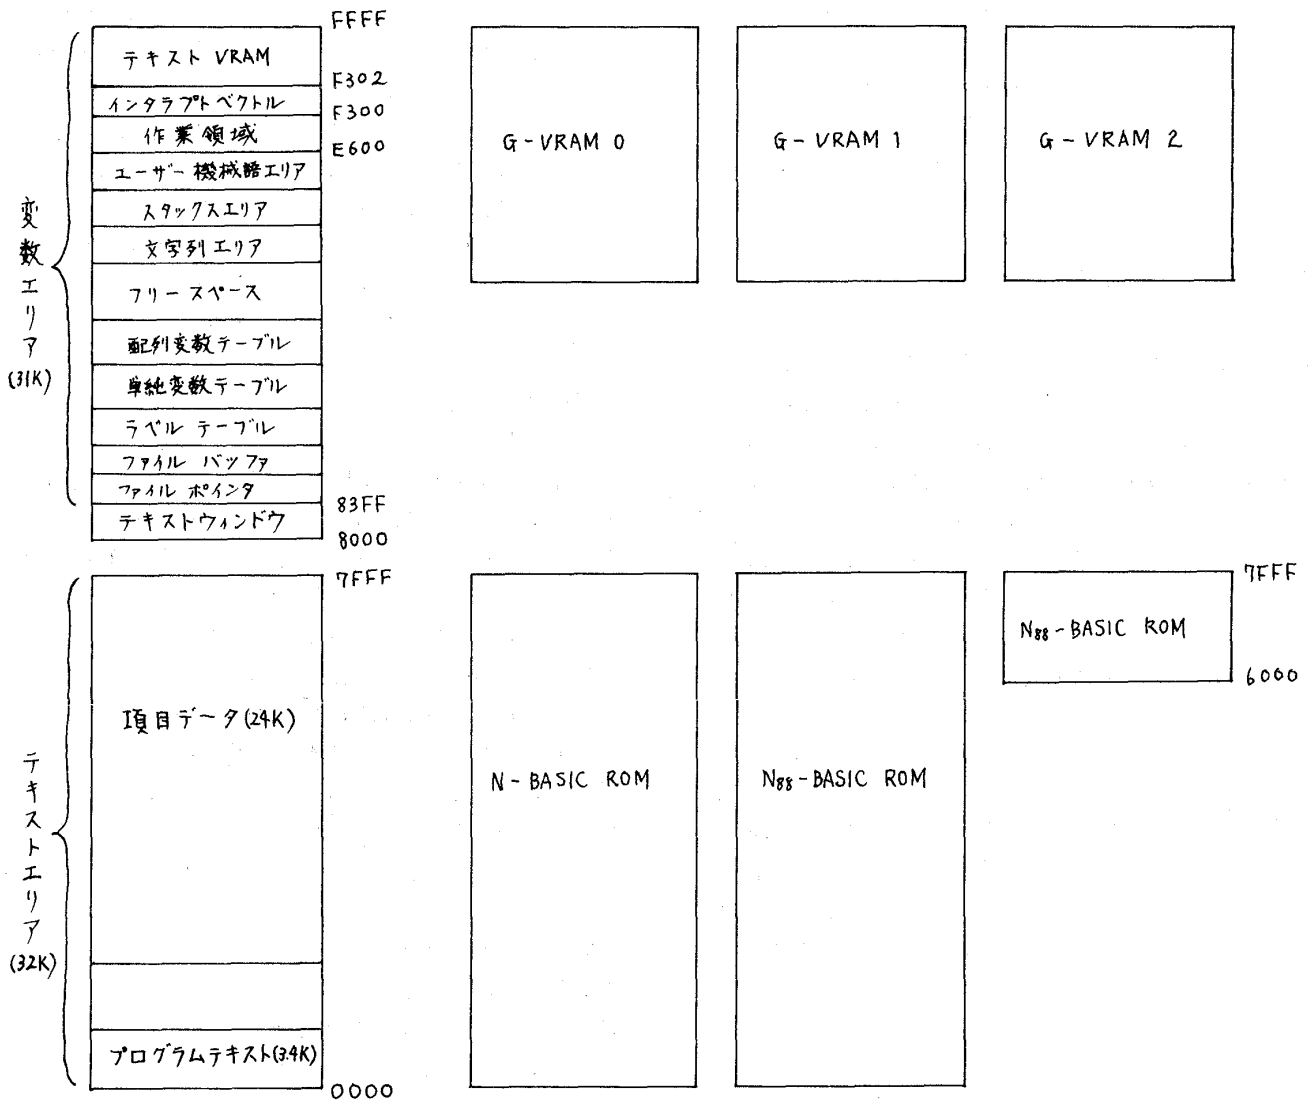 FFFF
テキスト VRAM
F302
インタラプトベクトル
F300
作業領域
E600
ユーザー機械語エリア
スタックスエリア
文字列エリア
フリースペース
配列変数テーブル
単純変数テーブル
ラベル テーブル
ファイル バッファ
ファイル ポインタ
83FF
テキストウィンドウ
8000
変数エリア
(31K)
G-VRAM 0
G-VRAM 1
G-VRAM 2
7FFF
項目データ(24K)
プログラムテキスト(3.4K)
0000
テキストエリア
(32K)
N-BASIC ROM
N88-BASIC ROM
7FFF
N88-BASIC ROM
6000